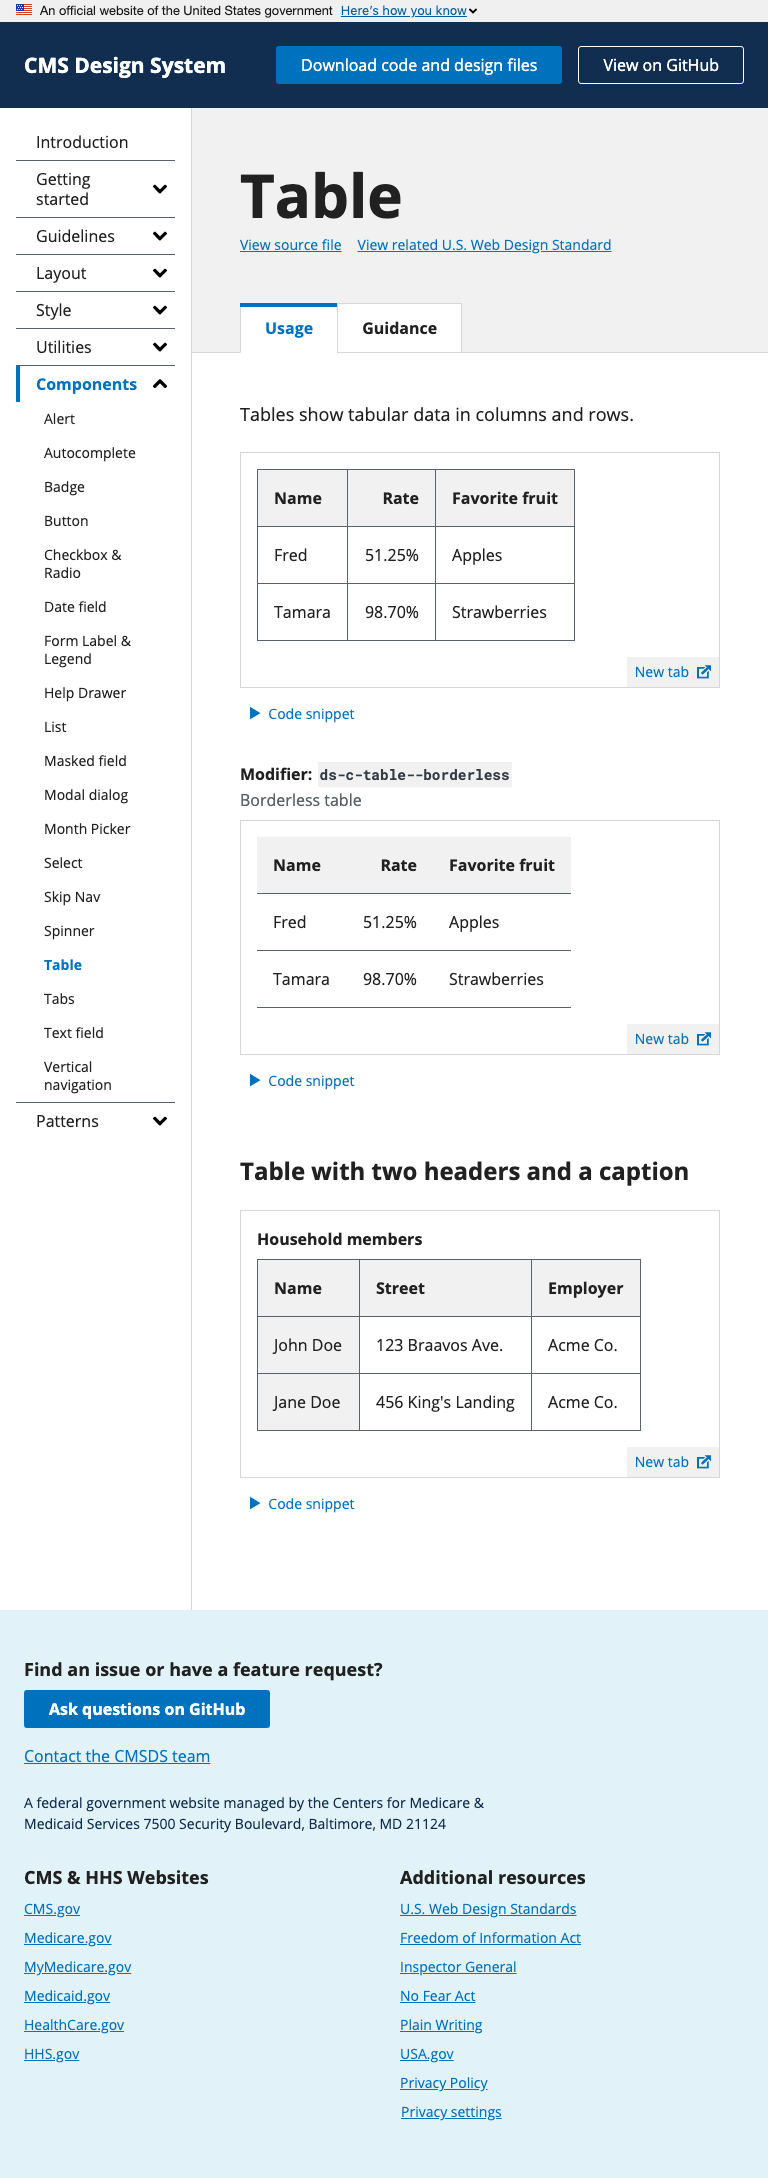 An official website of the United States government Here's how you know
CMS Design System
Download code and design files
View on GitHub
Introduction
Getting
started
Guidelines
Layout
Style
Utilities
Components
Alert
Autocomplete
Badge
Button
Checkbox &
Radio
Date field
Form Label &
Legend
Help Drawer
List
Masked field
Modal dialog
Month Picker
Select
Skip Nav
Spinner
Table
Tabs
Text field
Vertical
navigation
Patterns
Table
View source file View related U.S. Web Design Standard
Usage Guidance
Tables show tabular data in columns and rows.
Name Rate Favorite fruit
Fred 51.25% Apples
Tamara 98.70% Strawberries
New tab
Code snippet
Modifier: ds-c-table--borderless
Borderless table
Name Rate Favorite fruit
Fred 51.25% Apples
Tamara 98.70% Strawberries
New tab
Code snippet
Table with two headers and a caption
Household members
Name Street Employer
John Doe 123 Braavos Ave. Acme Co.
Jane Doe 456 King's Landing Acme Co.
New tab
Code snippet
Find an issue or have a feature request?
Ask questions on GitHub
Contact the CMSDS team
A federal government website managed by the Centers for Medicare &
Medicaid Services 7500 Security Boulevard, Baltimore, MD 21124
CMS & HHS Websites
CMS.gov
Medicare.gov
MyMedicare.gov
Medicaid.gov
HealthCare.gov
HHS.gov
Additional resources
U.S. Web Design Standards
Freedom of Information Act
Inspector General
No Fear Act
Plain Writing
USA.gov
Privacy Policy
Privacy settings